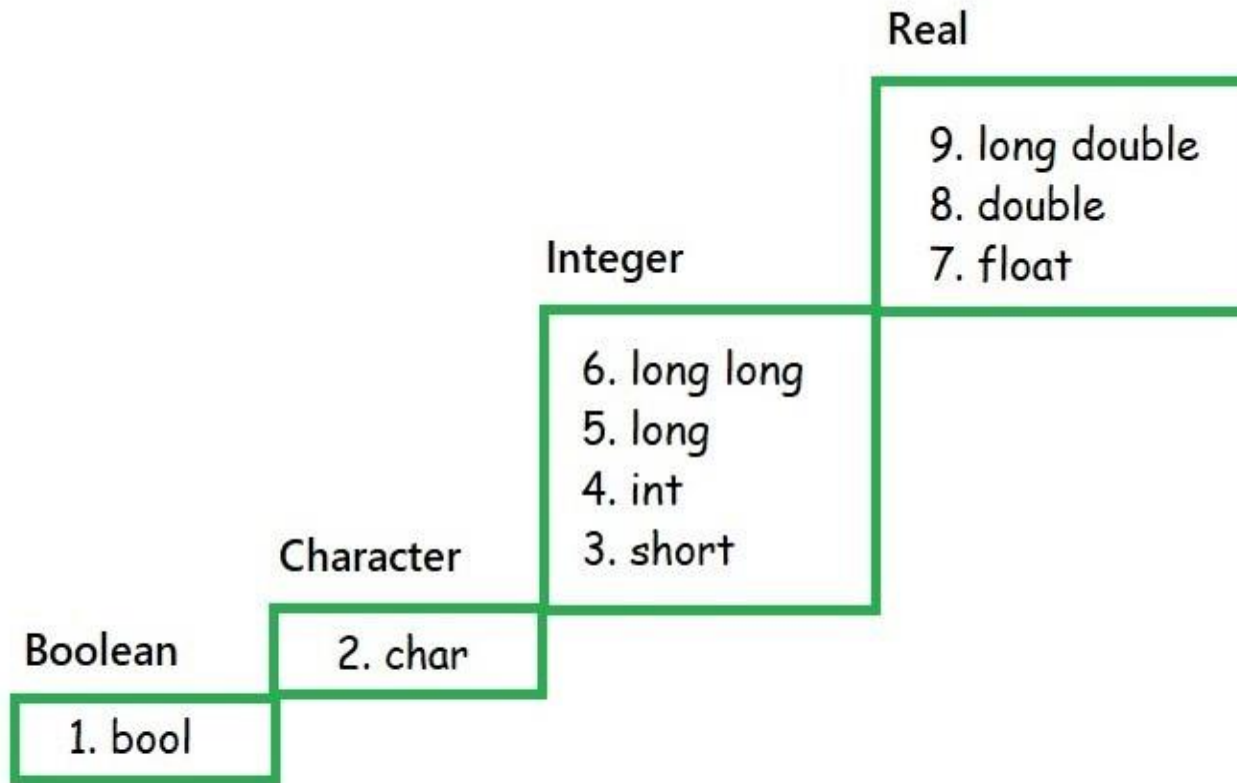 Real
9. long double
8. double
7. float
Integer
6. long long
5. long
4. int
3. short
Character
2. char
Boolean
1. bool